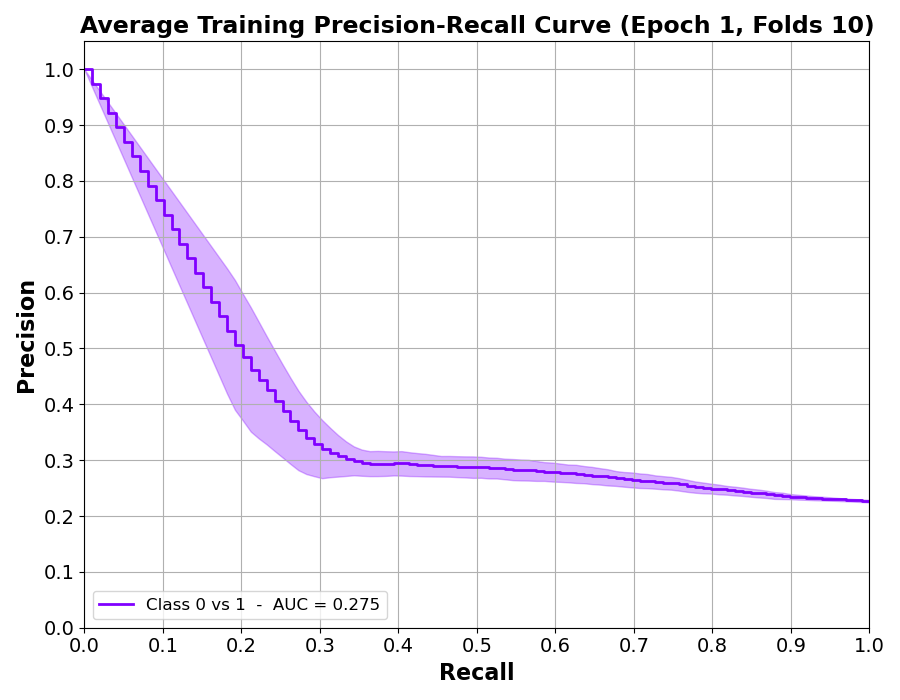 Average Training Precision-Recall Curve (Epoch 1, Folds 10)
Precision
1.0
0.9
0.8
0.7
0.6
0.5
0.4
0.3
0.2
0.1
0.0
Class 0 vs 1 - AUC = 0.275
0.0 0.1 0.2 0.3 0.4 0.5 0.6 0.7 0.8 0.9 1.0
Recall